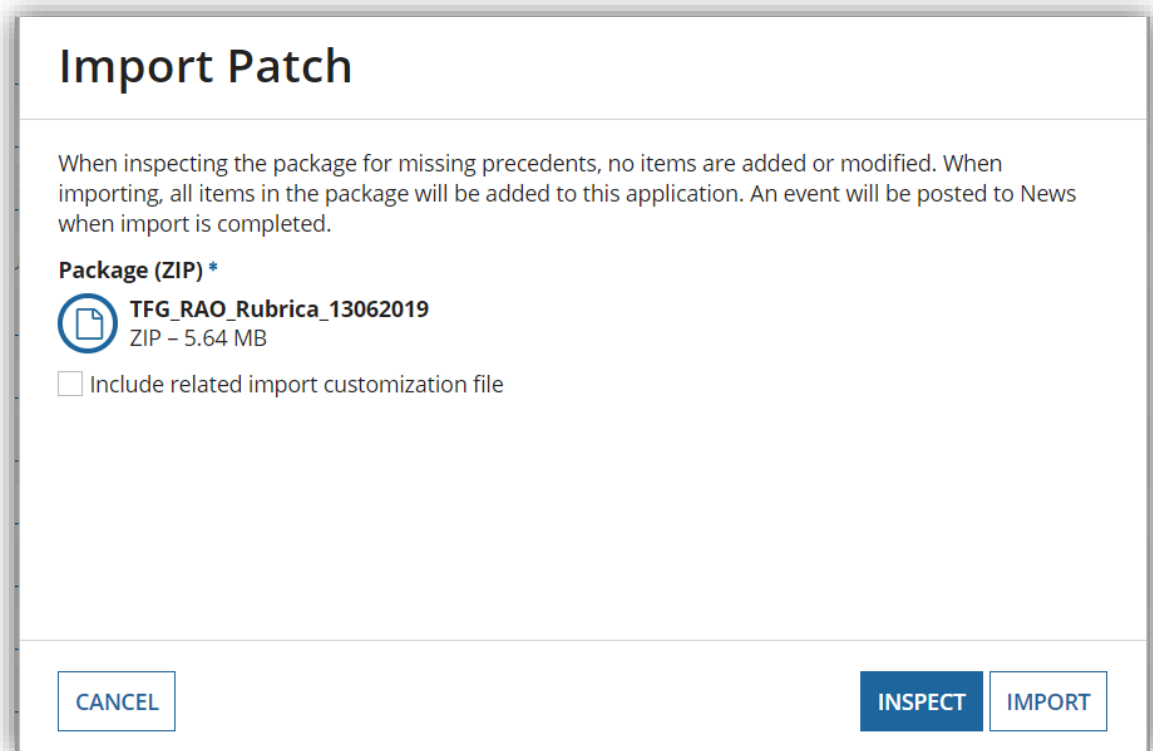 Import Patch
When inspecting the package for missing precedents, no items are added or modified. When
importing, all items in the package will be added to this application. An event will be posted to News
when import is completed.
Package (ZIP) *
TFG_RAO_Rubrica_13062019
ZIP – 5.64 MB
Include related import customization file
CANCEL
INSPECT
IMPORT